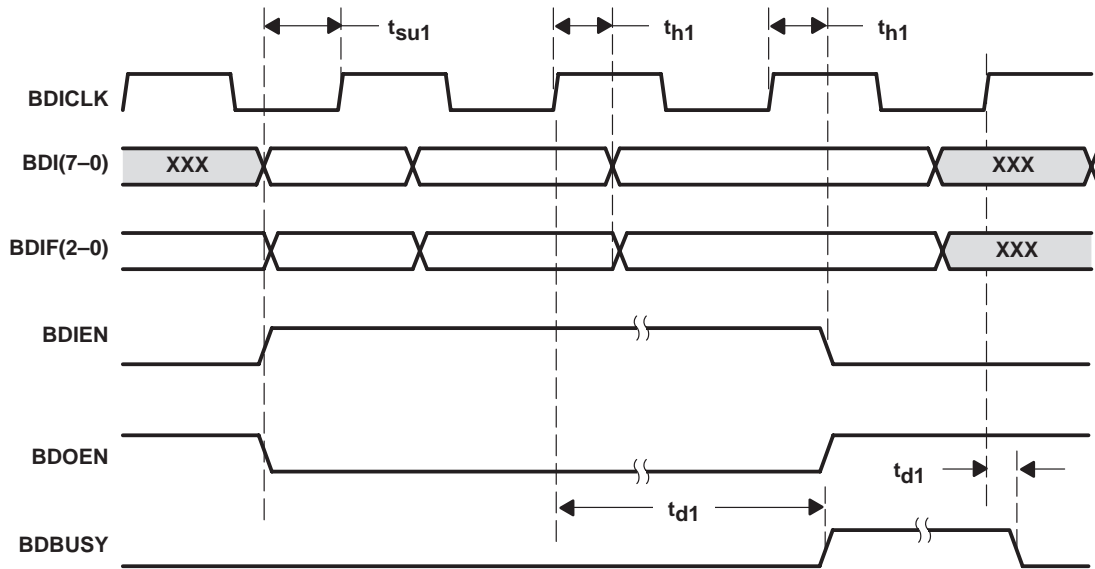 tsu1
th1
th1
BDICLK
BDI(7–0)
XXX
XXX
BDIF(2–0)
XXX
BDIEN
BDOEN
td1
td1
BDBUSY